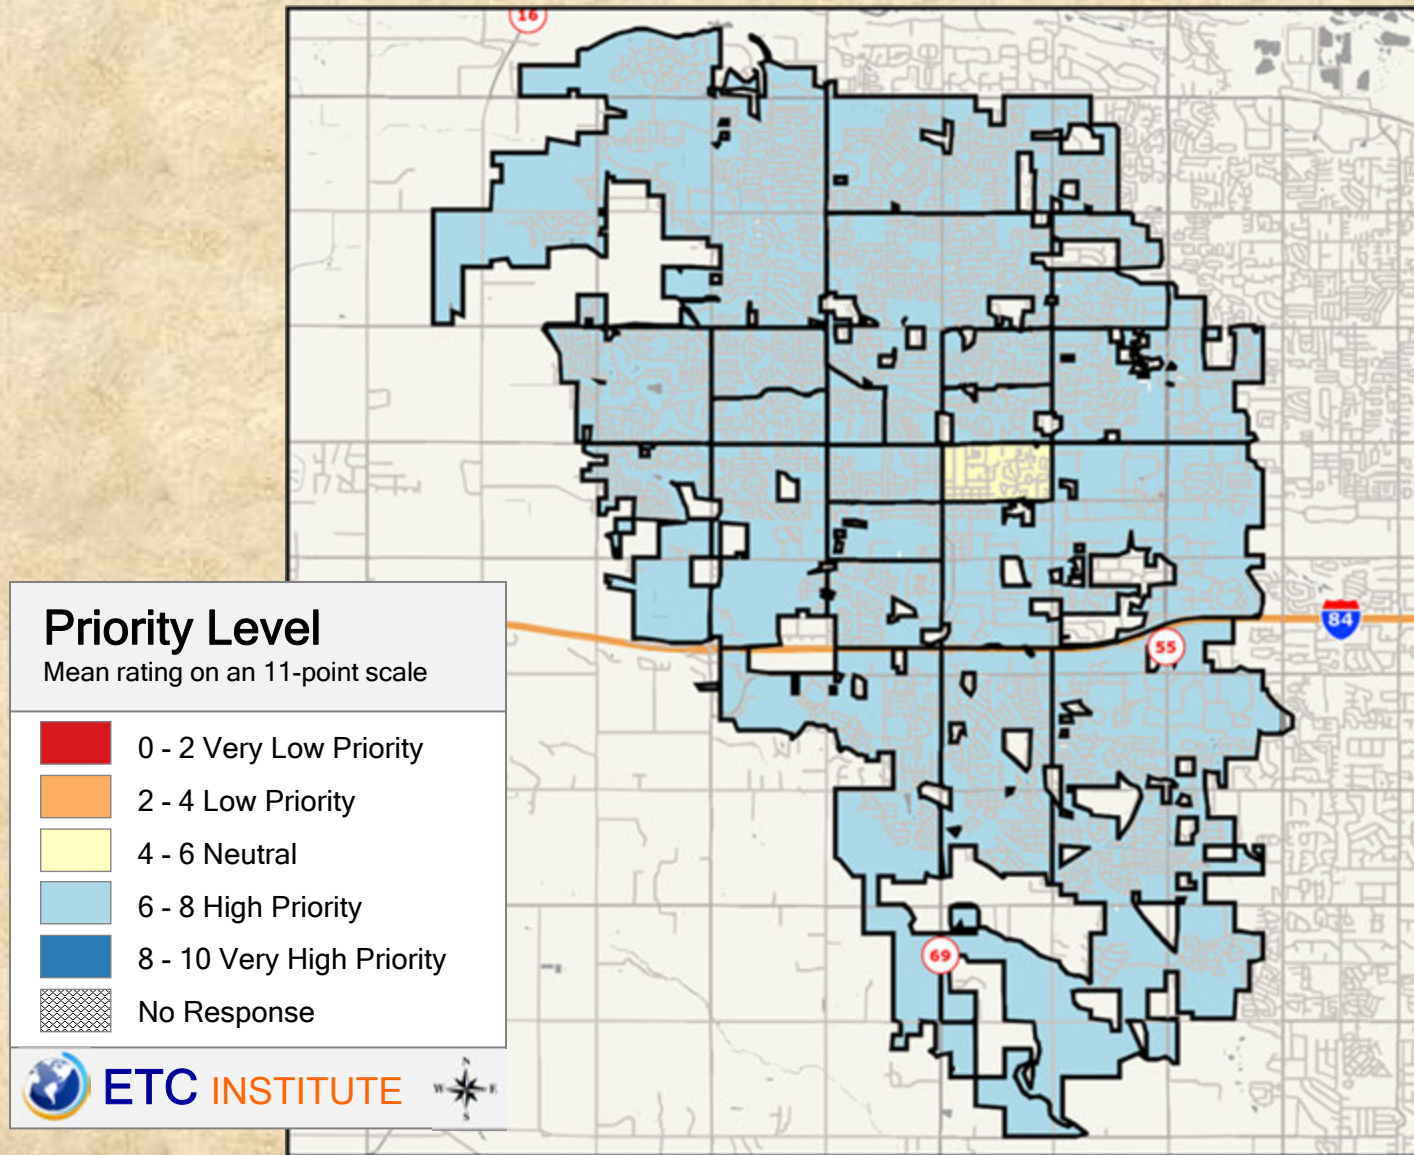 16
84
55
69
Priority Level
Mean rating on an 11-point scale
0 - 2 Very Low Priority
2 - 4 Low Priority
4 - 6 Neutral
6 - 8 High Priority
8 - 10 Very High Priority
No Response
ETC INSTITUTE
N
W E
S